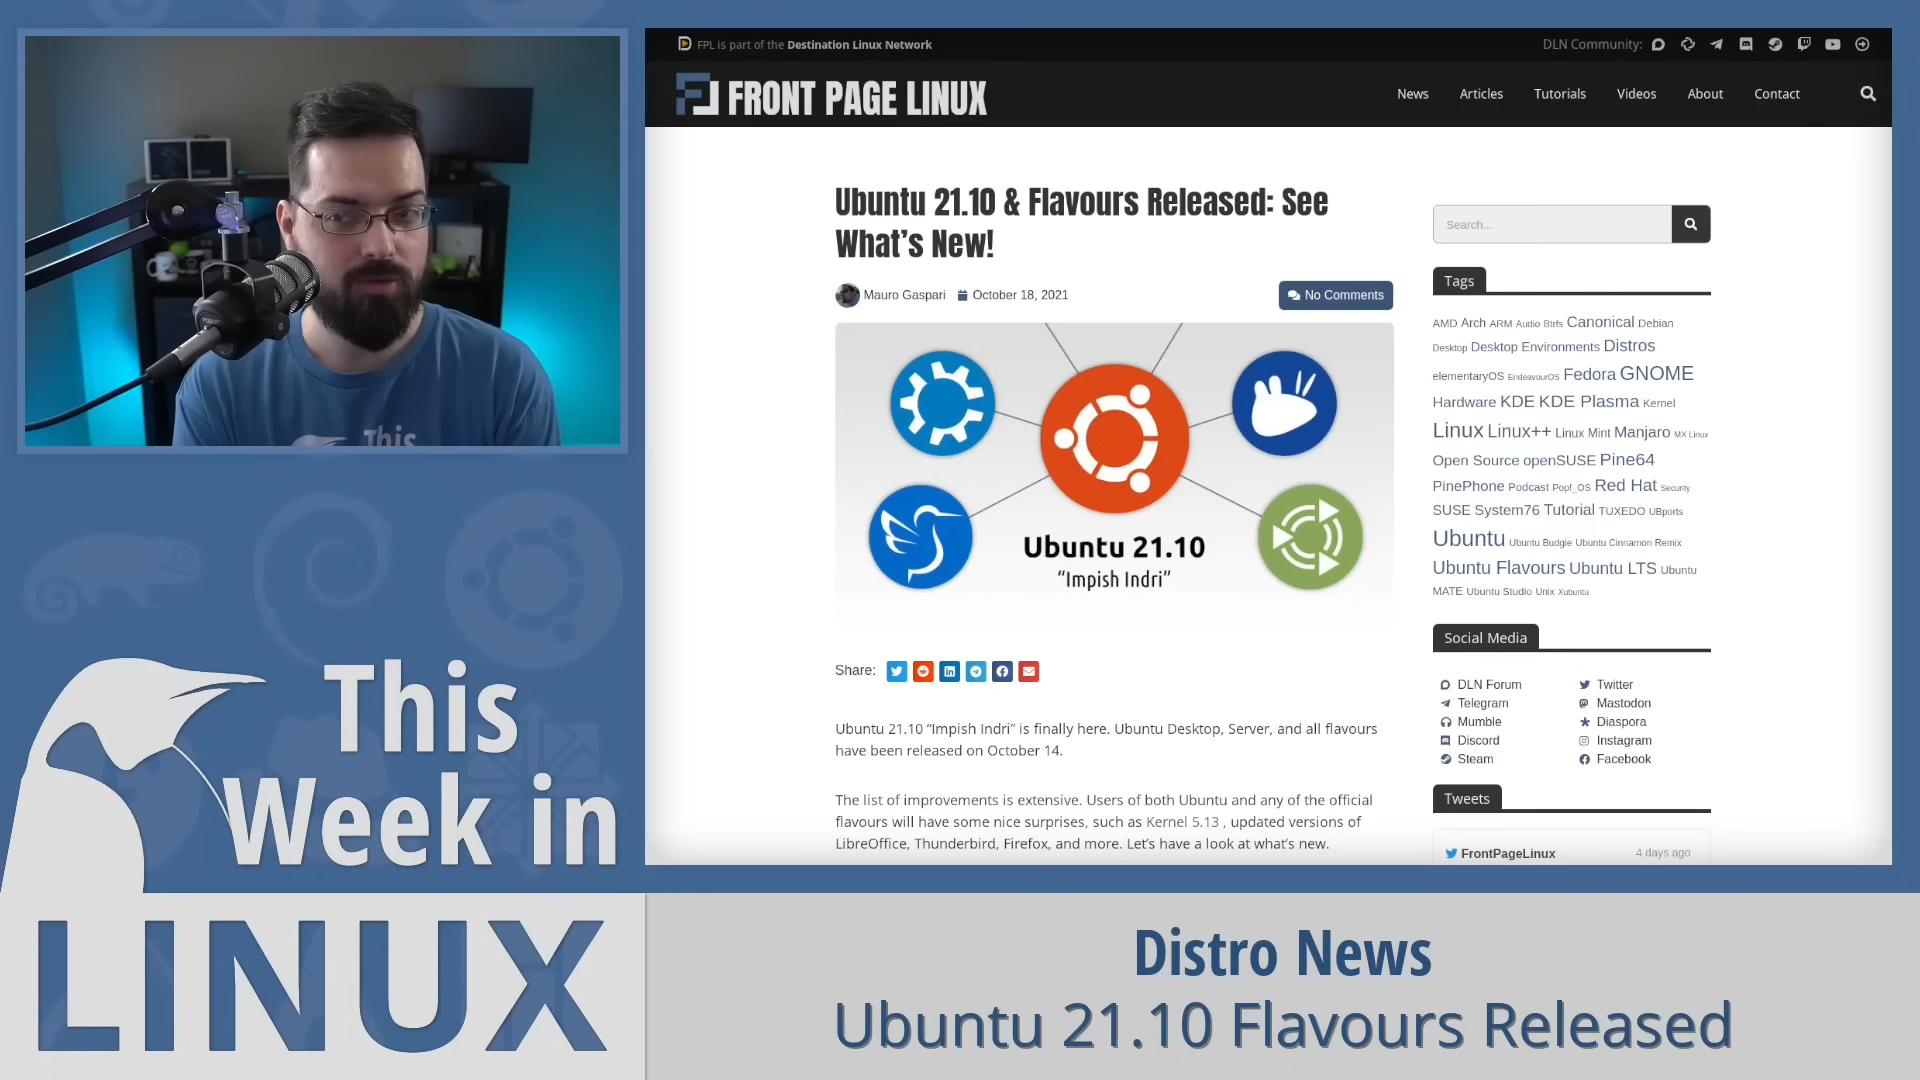 FPL is part of the Destination Linux Network
DLN Community:
FRONT PAGE LINUX
News Articles Tutorials Videos About Contact
Ubuntu 21.10 & Flavours Released: See
What’s New!
Mauro Gaspari October 18, 2021
No Comments
Ubuntu 21.10
“Impish Indri”
Share:
Ubuntu 21.10 “Impish Indri” is finally here. Ubuntu Desktop, Server, and all flavours
have been released on October 14.
The list of improvements is extensive. Users of both Ubuntu and any of the official
flavours will have some nice surprises, such as Kernel 5.13 , updated versions of
LibreOffice, Thunderbird, Firefox, and more. Let’s have a look at what’s new.
Search...
Tags
AMD Arch ARM Audio Btrfs Canonical Debian
Desktop Desktop Environments Distros
elementaryOS EndeavourOS Fedora GNOME
Hardware KDE KDE Plasma Kernel
Linux Linux++ Linux Mint Manjaro MX Linux
Open Source openSUSE Pine64
PinePhone Podcast Pop!_OS Red Hat Security
SUSE System76 Tutorial TUXEDO UBports
Ubuntu Ubuntu Budgie Ubuntu Cinnamon Remix
Ubuntu Flavours Ubuntu LTS Ubuntu
MATE Ubuntu Studio Unix Xubuntu
Social Media
DLN Forum Twitter
Telegram Mastodon
Mumble Diaspora
Discord Instagram
Steam Facebook
Tweets
FrontPageLinux 4 days ago
This
This
Week in
LINUX
Distro News
Ubuntu 21.10 Flavours Released